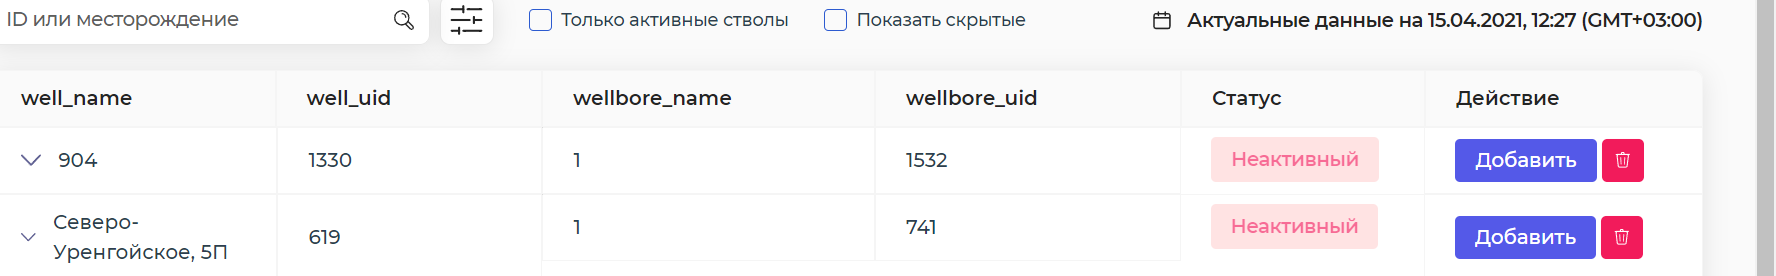 ID или месторождение
Только активные стволы
Показать скрытые
Актуальные данные на 15.04.2021, 12:27 (GMT+03:00)
well_name well_uid wellbore_name wellbore_uid Статус Действие
904 1330 1 1532 Неактивный Добавить
Северо-
Уренгойское, 5П 619 1 741 Неактивный Добавить